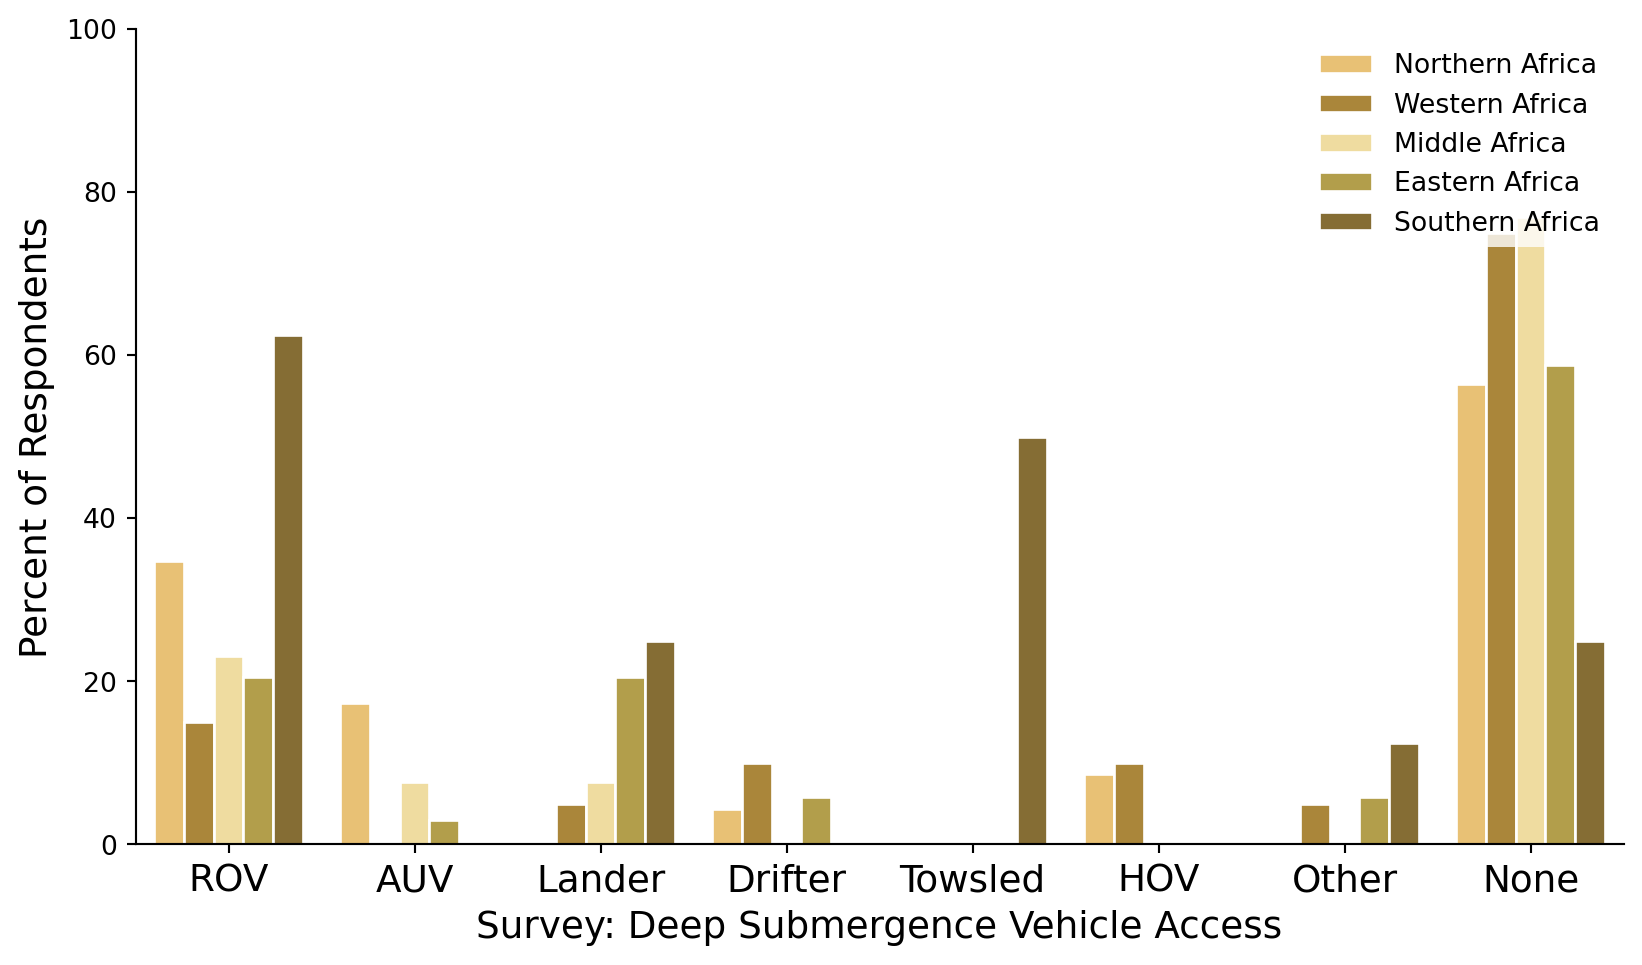 100
80
60
40
20
0
Percent of Respondents
Northern Africa
Western Africa
Middle Africa
Eastern Africa
Southern Africa
ROV AUV Lander Drifter Towsled HOV Other None
Survey: Deep Submergence Vehicle Access